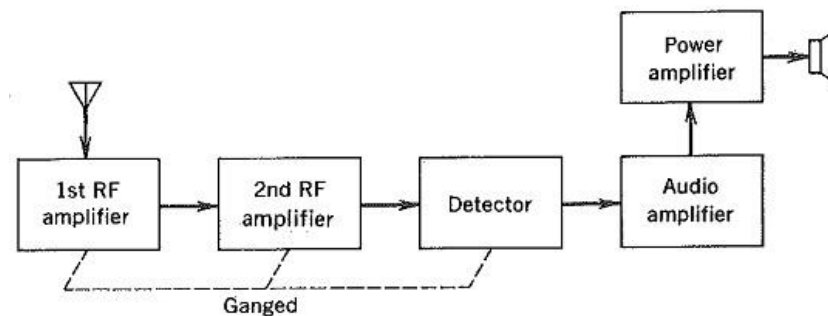 Power
amplifier
1st RF
amplifier
2nd RF
amplifier
Detector
Audio
amplifier
Ganged